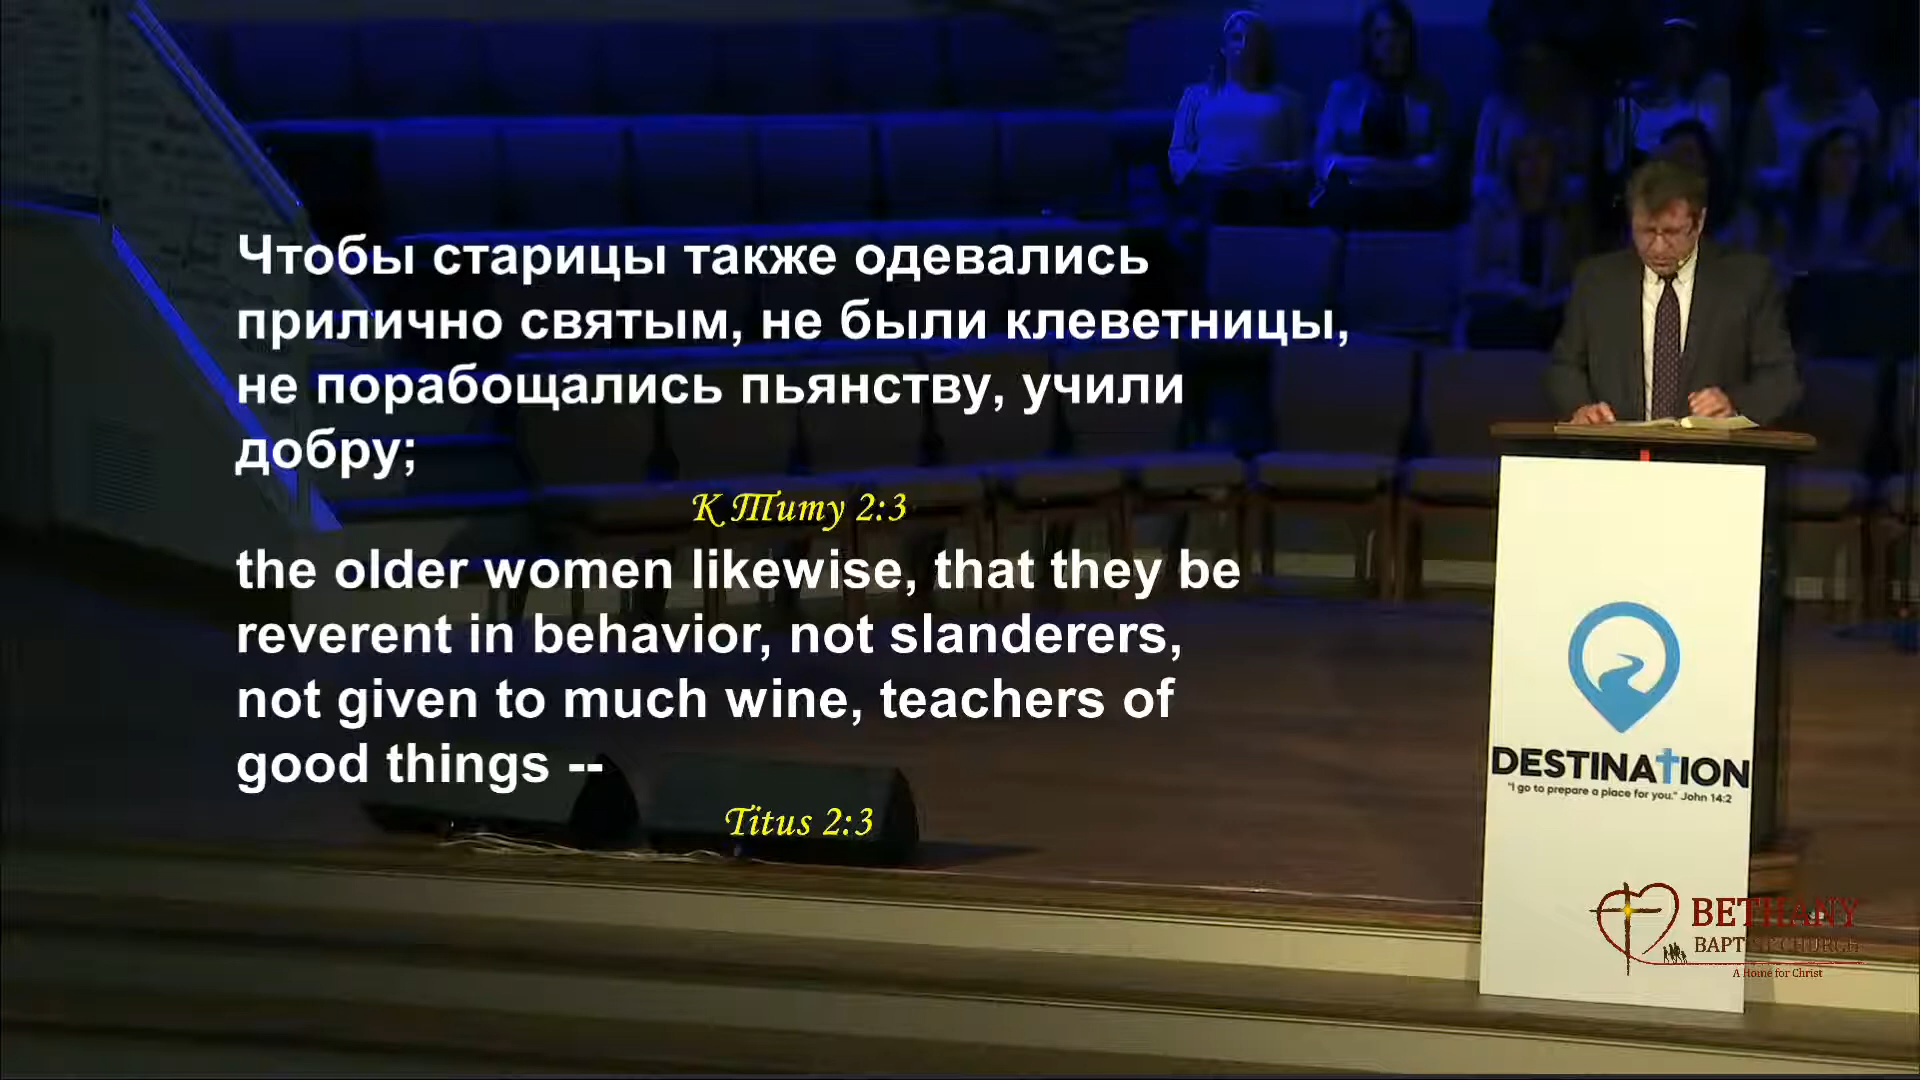 Чтобы старицы также одевались
прилично святым, не были клеветницы,
не порабощались пьянству, учили
добру;
К Титу 2:3
the older women likewise, that they be
reverent in behavior, not slanderers,
not given to much wine, teachers of
good things --
Titus 2:3
DESTINATION
"I go to prepare a place for you." John 14:2
BETHANY
BAPTIST CHURCH
A Home for Christ